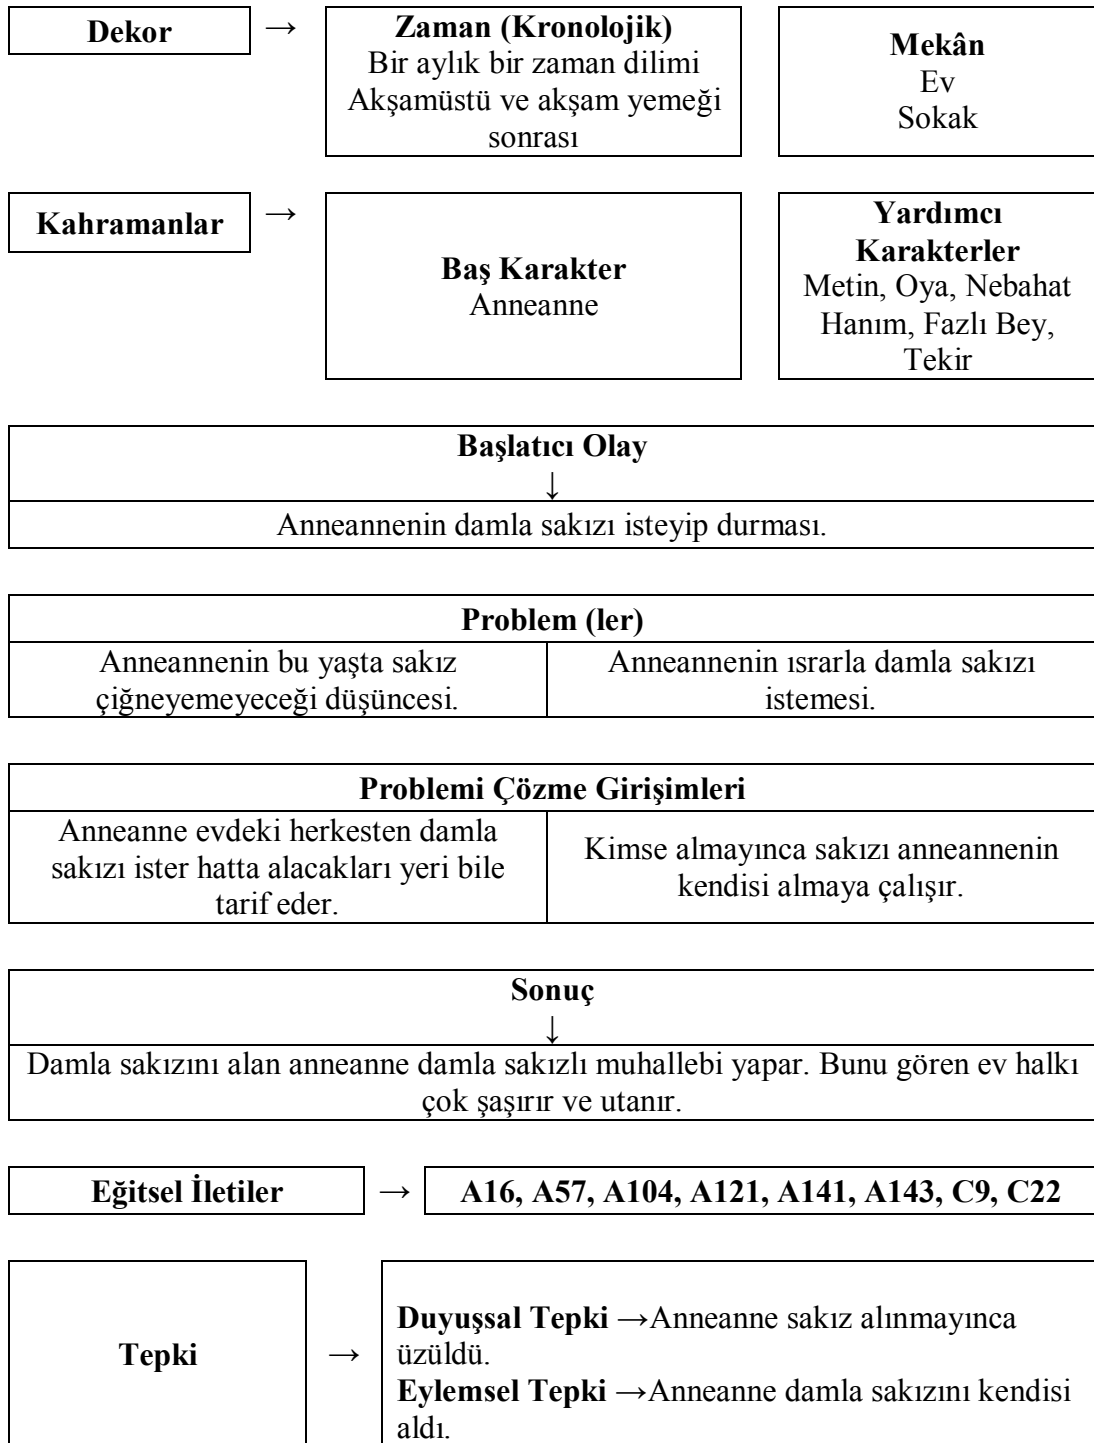 Dekor
→
Zaman (Kronolojik)
Bir aylık bir zaman dilimi
Akşamüstü ve akşam yemeği
sonrası
Mekân
Ev
Sokak
Kahramanlar
→
Baş Karakter
Anneanne
Yardımcı
Karakterler
Metin, Oya, Nebahat
Hanım, Fazlı Bey,
Tekir
Başlatıcı Olay
↓
Anneannenin damla sakızı isteyip durması.
Problem (ler)
Anneannenin bu yaşta sakız
çiğneyemeyeceği düşüncesi.
Anneannenin ısrarla damla sakızı
istemesi.
Problemi Çözme Girişimleri
Anneanne evdeki herkesten damla
sakızı ister hatta alacakları yeri bile
tarif eder.
Kimse almayınca sakızı anneannenin
kendisi almaya çalışır.
Sonuç
↓
Damla sakızını alan anneanne damla sakızlı muhallebi yapar. Bunu gören ev halkı
çok şaşırır ve utanır.
Eğitsel İletiler
→
A16, A57, A104, A121, A141, A143, C9, C22
Tepki
→
Duyuşsal Tepki →Anneanne sakız alınmayınca
üzüldü.
Eylemsel Tepki →Anneanne damla sakızını kendisi
aldı.